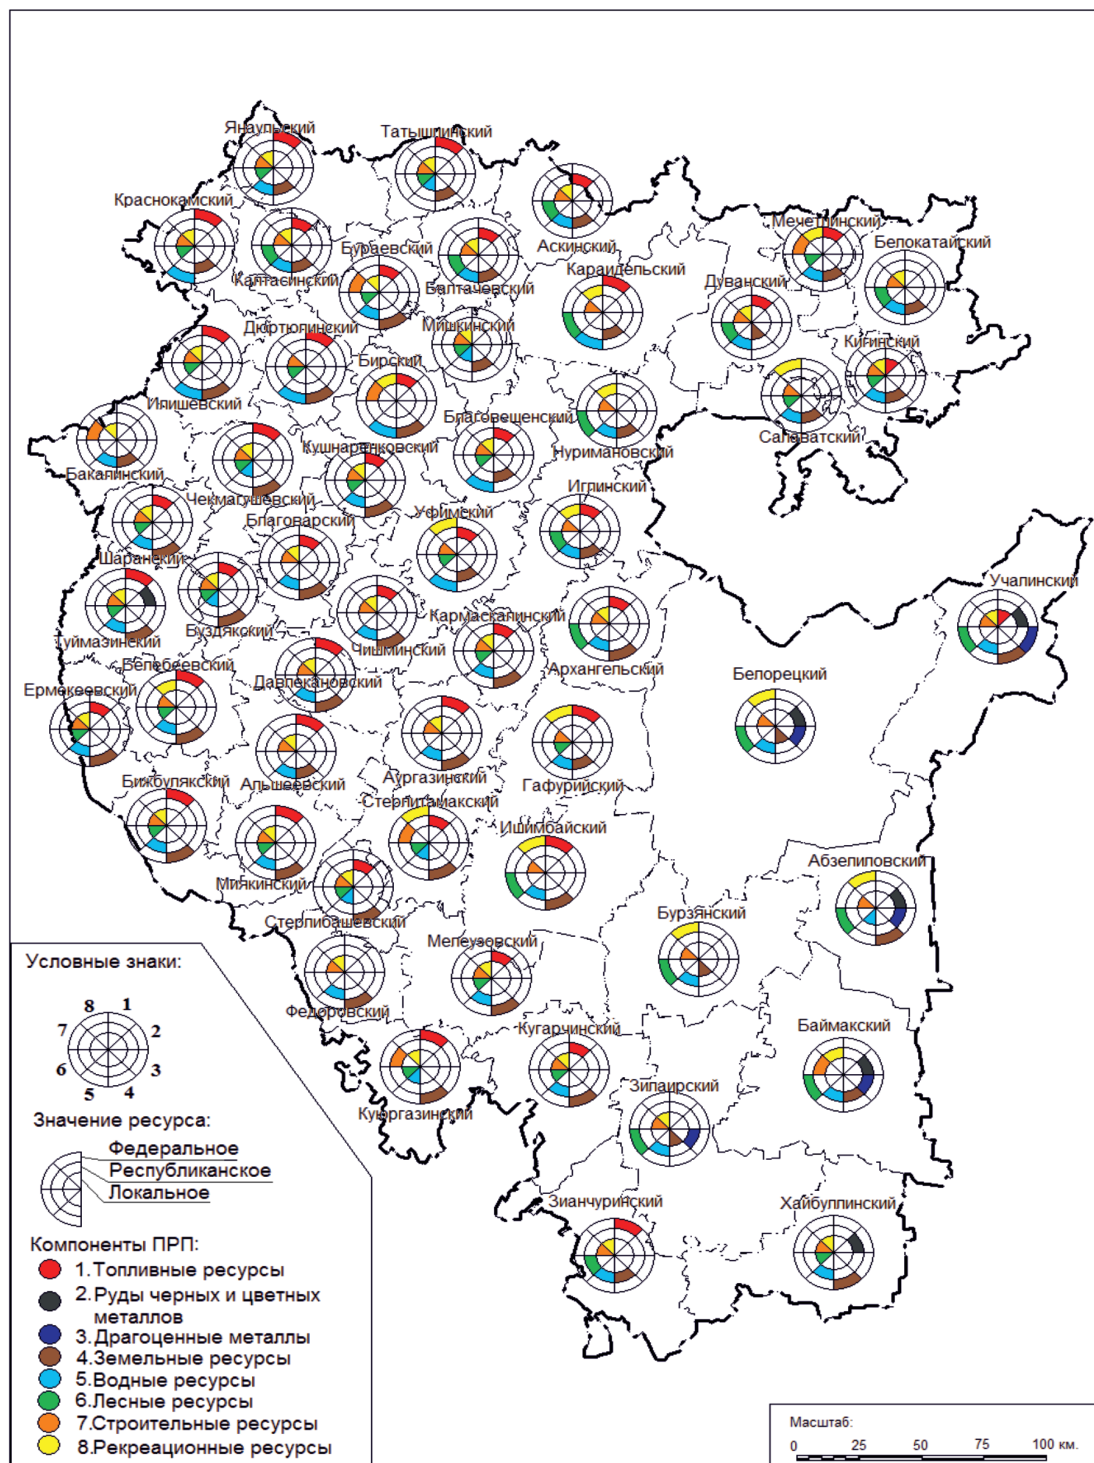 Янаульский
Татышлинский
Краснокамский
Калтасинский
Бураевский
Балтачевский
Аскинский
Караидельский
Мечетлинский
Белокатайский
Дуванский
Кигинский
Салаватский
Дюртюлинский
Мишкинский
Илишевский
Бирский
Благовещенский
Нуримановский
Бакалинский
Кушнаренковский
Чекмагушевский
Иглинский
Благоварский
Уфимский
Шаранский
Туймазинский
Буздякский
Чишминский
Кармаскалинский
Архангельский
Учалинский
Белебеевский
Давлекановский
Белорецкий
Ермекеевский
Альшеевский
Аургазинский
Гафурийский
Бижбулякский
Стерлитамакский
Ишимбайский
Миякинский
Абзелиловский
Стерлибашевский
Бурзянский
Мелеузовский
Федоровский
Кугарчинский
Баймакский
Куюргазинский
Зилаирский
Зианчуринский
Хайбуллинский
Условные знаки:
8 1
7 2
6 3
5 4
Значение ресурса:
Федеральное
Республиканское
Локальное
Компоненты ПРП:
1.Топливные ресурсы
2.Руды черных и цветных
металлов
3.Драгоценные металлы
4.Земельные ресурсы
5.Водные ресурсы
6.Лесные ресурсы
7.Строительные ресурсы
8.Рекреационные ресурсы
Масштаб:
0 25 50 75 100 км.